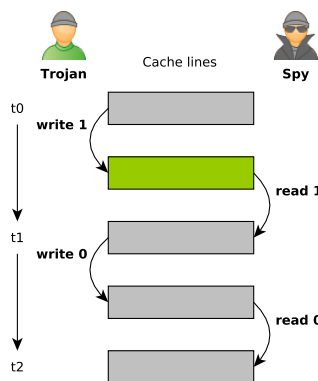 Trojan
Cache lines
Spy
t0
write 1
read 1
t1
write 0
read 0
t2